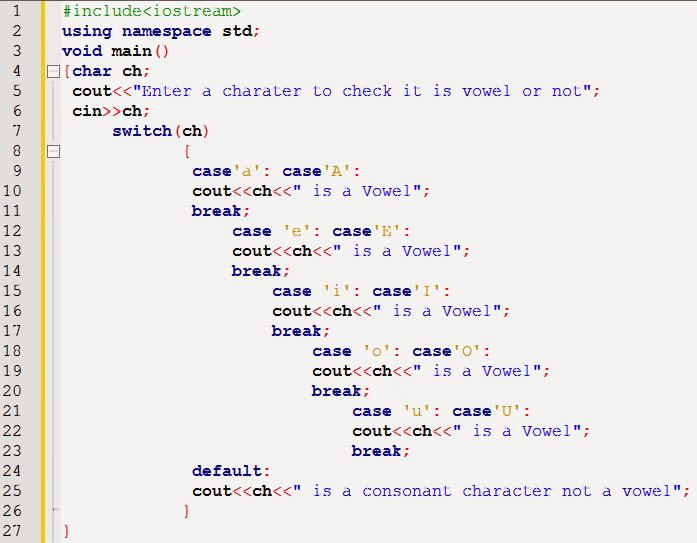 1 #include<iostream>
2 using namespace std;
3 void main()
4 {char ch;
5 cout<<"Enter a charater to check it is vowel or not";
6 cin>>ch;
7 switch(ch)
8 {
9 case'a': case'A':
10 cout<<ch<<" is a Vowel";
11 break;
12 case 'e': case'E':
13 cout<<ch<<" is a Vowel";
14 break;
15 case 'i': case'I':
16 cout<<ch<<" is a Vowel";
17 break;
18 case 'o': case'O':
19 cout<<ch<<" is a Vowel";
20 break;
21 case 'u': case'U':
22 cout<<ch<<" is a Vowel";
23 break;
24 default:
25 cout<<ch<<" is a consonant character not a vowel";
26 }
27 }